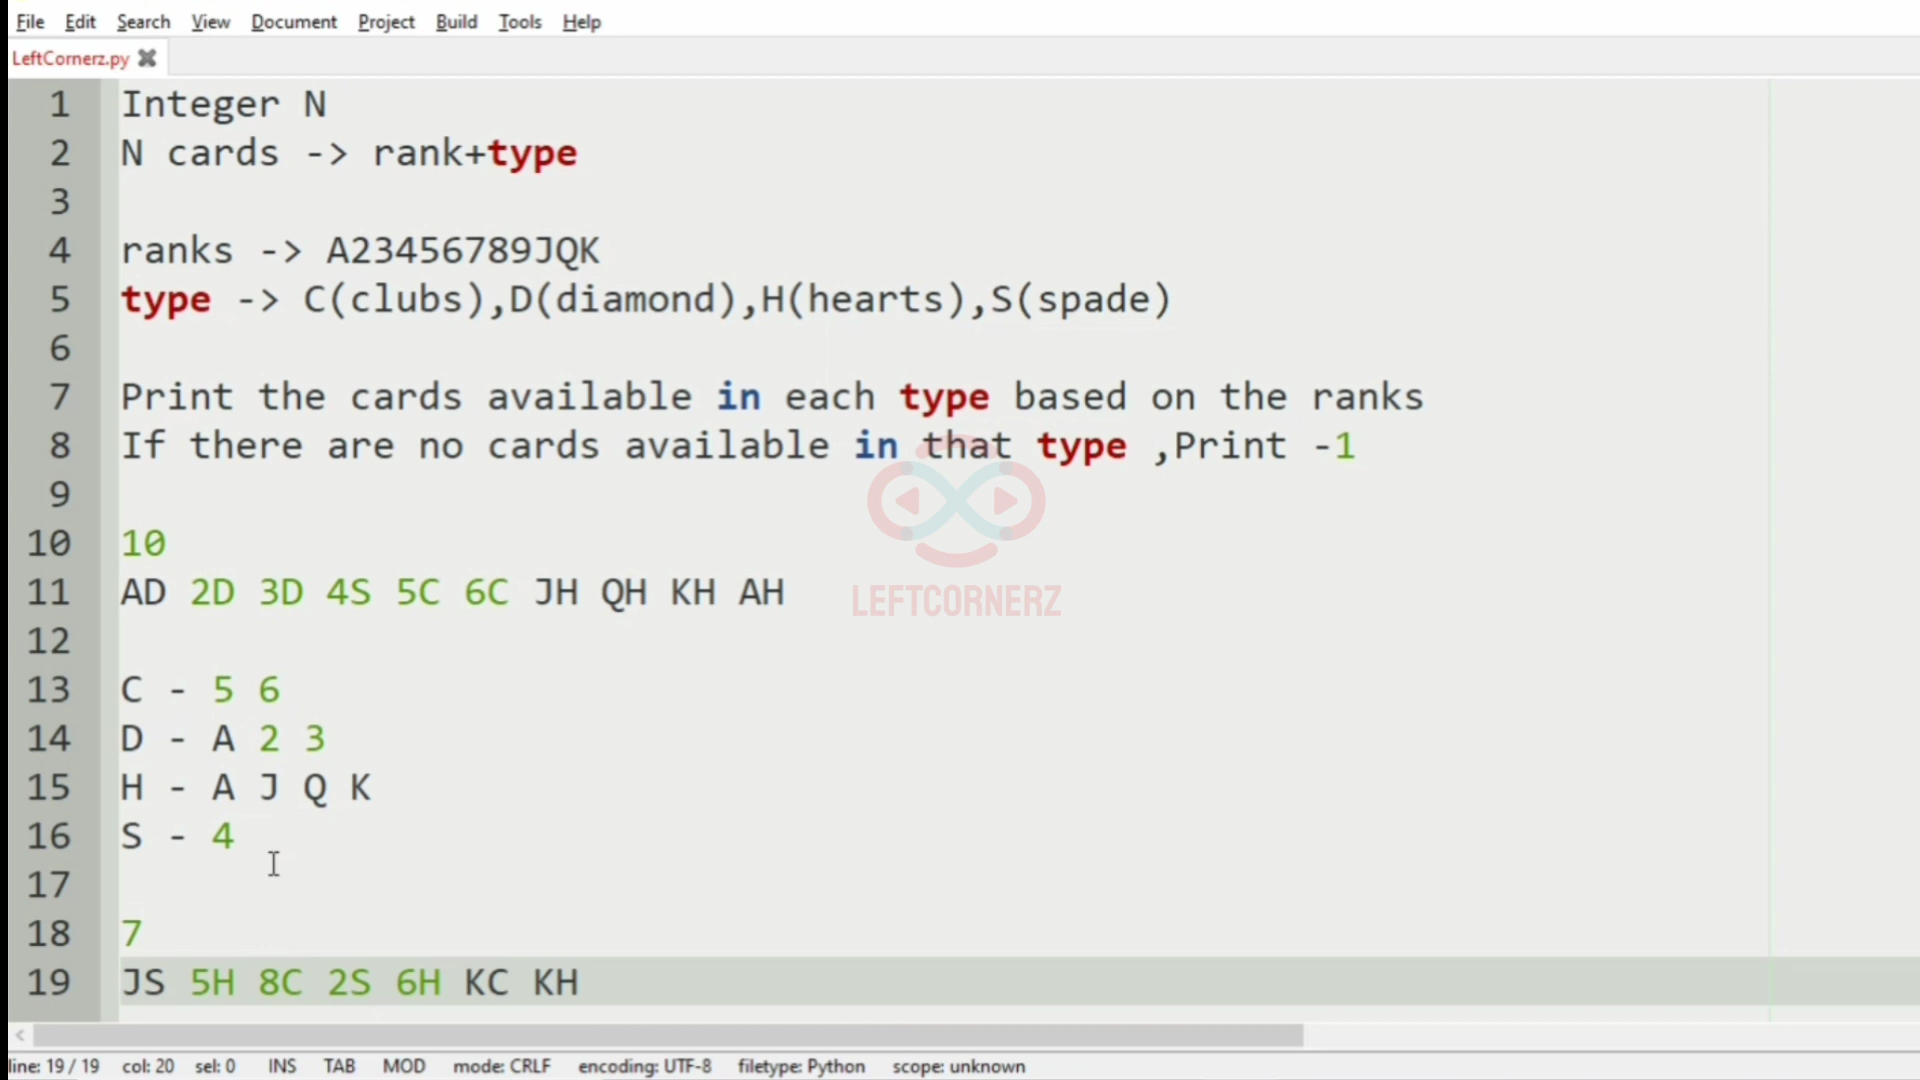 File Edit Search View Document Project Build Tools Help
LeftCornerz.py
1 Integer N
2 N cards -> rank+type
3
4 ranks -> A23456789JQK
5 type -> C(clubs),D(diamond),H(hearts),S(spade)
6
7 Print the cards available in each type based on the ranks
8 If there are no cards available in that type ,Print -1
9
10 10
11 AD 2D 3D 4S 5C 6C JH QH KH AH
LEFTCORNERZ
12
13 C - 5 6
14 D - A 2 3
15 H - A J Q K
16 S - 4
17
18 7
19 JS 5H 8C 2S 6H KC KH
line: 19 / 19 col: 20 sel: 0 INS TAB MOD mode: CRLF encoding: UTF-8 filetype: Python scope: unknown